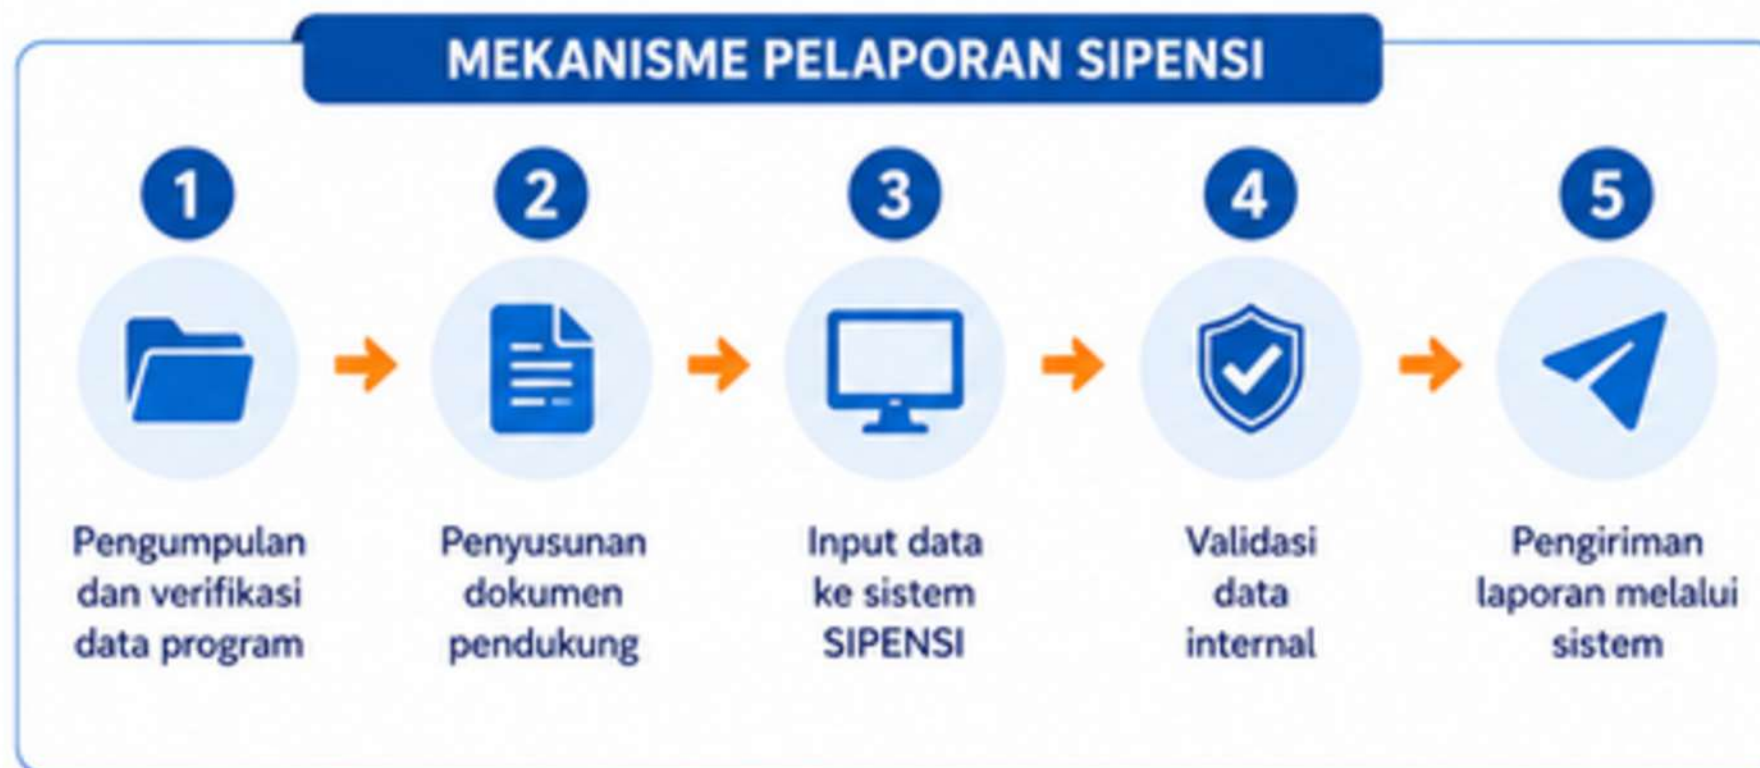 MEKANISME PELAPORAN SIPENSI
1
2
3
4
5
Pengumpulan
dan verifikasi
data program
Penyusunan
dokumen
pendukung
Input data
ke sistem
SIPENSI
Validasi
data
internal
Pengiriman
laporan melalui
sistem